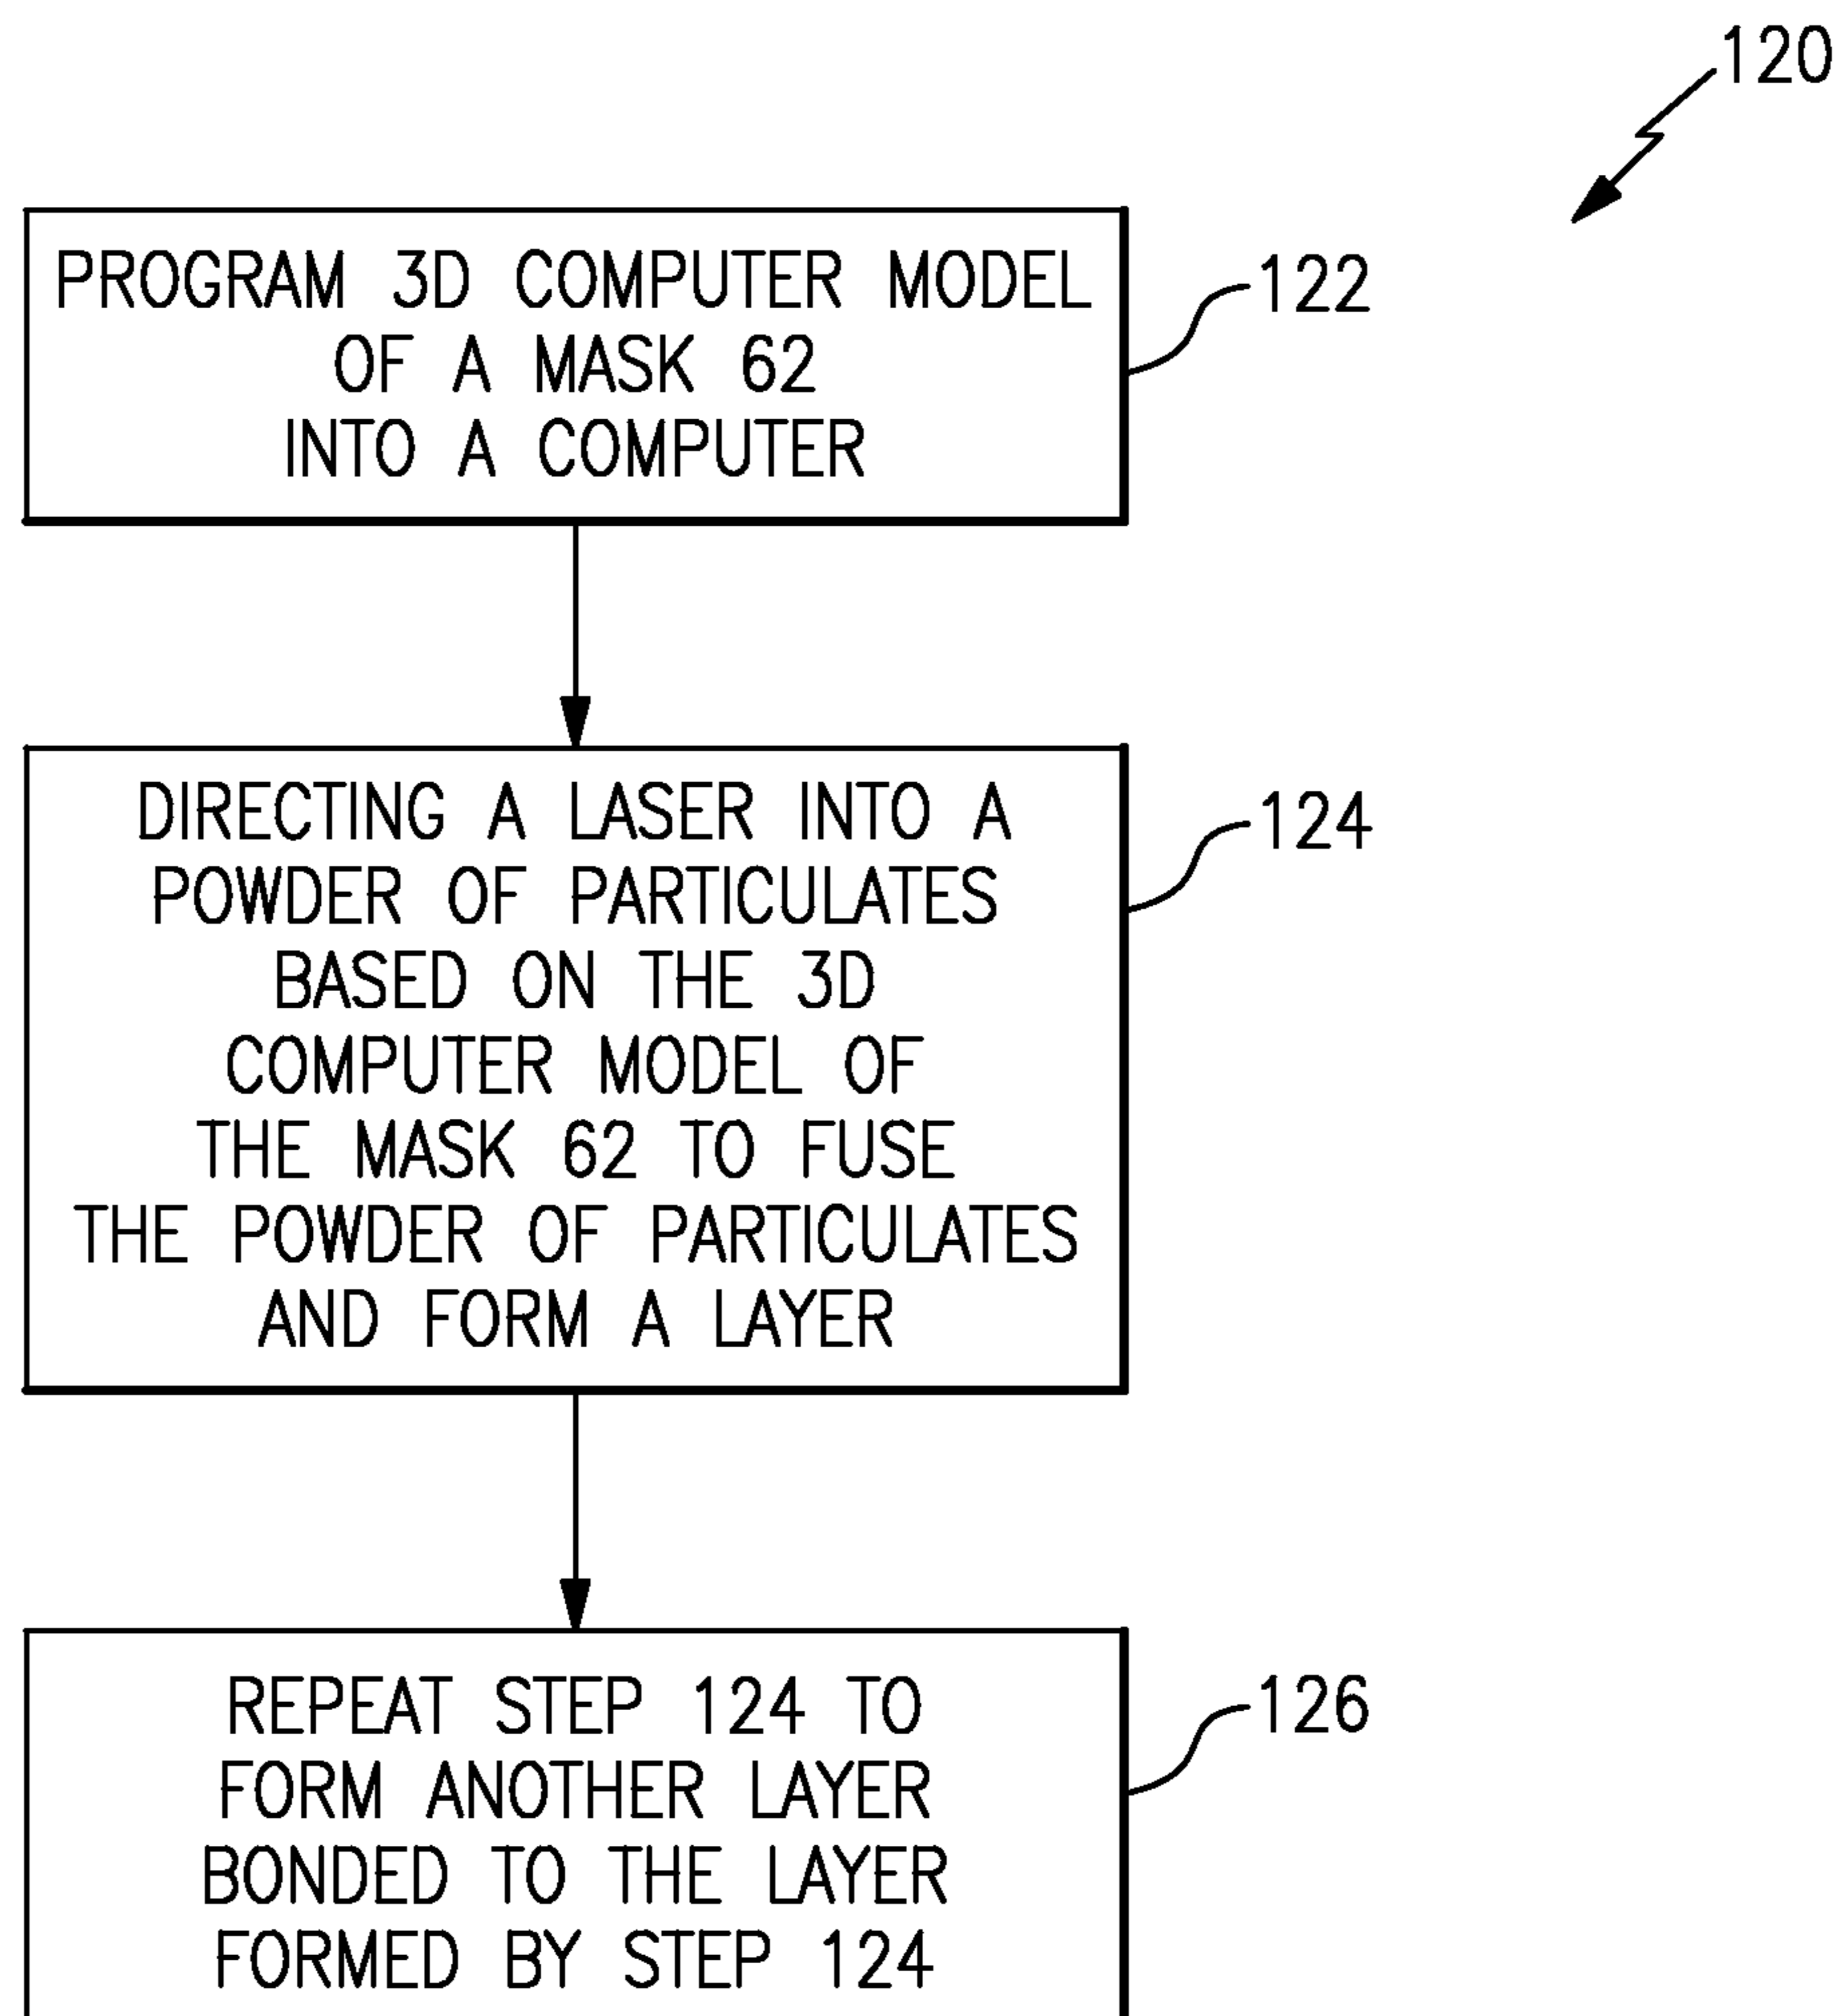 120
PROGRAM 3D COMPUTER MODEL
OF A MASK 62
INTO A COMPUTER
122
DIRECTING A LASER INTO A
POWDER OF PARTICULATES
BASED ON THE 3D
COMPUTER MODEL OF
THE MASK 62 TO FUSE
THE POWDER OF PARTICULATES
AND FORM A LAYER
124
REPEAT STEP 124 TO
FORM ANOTHER LAYER
BONDED TO THE LAYER
FORMED BY STEP 124
126